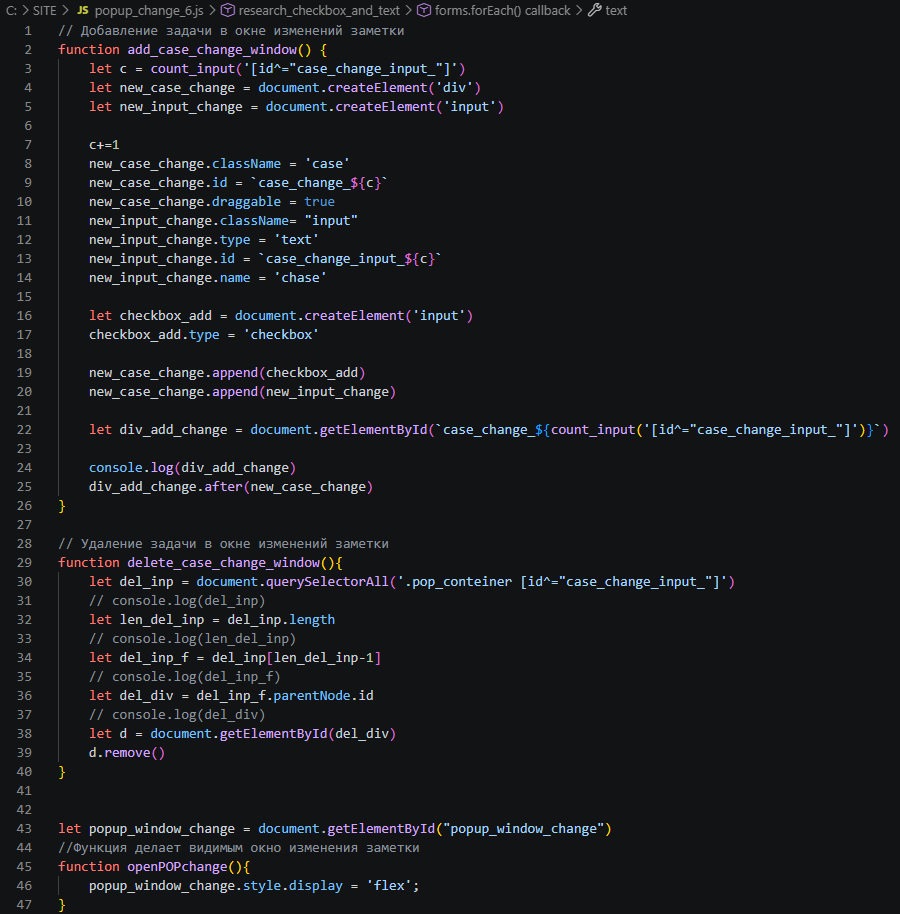 C: > SITE > JS popup_change_6.js > research_checkbox_and_text > forms.forEach() callback > text
1 // Добавление задачи в окне изменений заметки
2 function add_case_change_window() {
3 let c = count_input('[id^="case_change_input_"]')
4 let new_case_change = document.createElement('div')
5 let new_input_change = document.createElement('input')
6
7 c+=1
8 new_case_change.className = 'case'
9 new_case_change.id = `case_change_${c}`
10 new_case_change.draggable = true
11 new_input_change.className= "input"
12 new_input_change.type = 'text'
13 new_input_change.id = `case_change_input_${c}`
14 new_input_change.name = 'chase'
15
16 let checkbox_add = document.createElement('input')
17 checkbox_add.type = 'checkbox'
18
19 new_case_change.append(checkbox_add)
20 new_case_change.append(new_input_change)
21
22 let div_add_change = document.getElementById(`case_change_${count_input('[id^="case_change_input_"]')}`)
23
24 console.log(div_add_change)
25 div_add_change.after(new_case_change)
26 }
27
28 // Удаление задачи в окне изменений заметки
29 function delete_case_change_window(){
30 let del_inp = document.querySelectorAll('.pop_conteiner [id^="case_change_input_"]')
31 // console.log(del_inp)
32 let len_del_inp = del_inp.length
33 // console.log(len_del_inp)
34 let del_inp_f = del_inp[len_del_inp-1]
35 // console.log(del_inp_f)
36 let del_div = del_inp_f.parentNode.id
37 // console.log(del_div)
38 let d = document.getElementById(del_div)
39 d.remove()
40 }
41
42
43 let popup_window_change = document.getElementById("popup_window_change")
44 //Функция делает видимым окно изменения заметки
45 function openPOPchange(){
46 popup_window_change.style.display = 'flex';
47 }